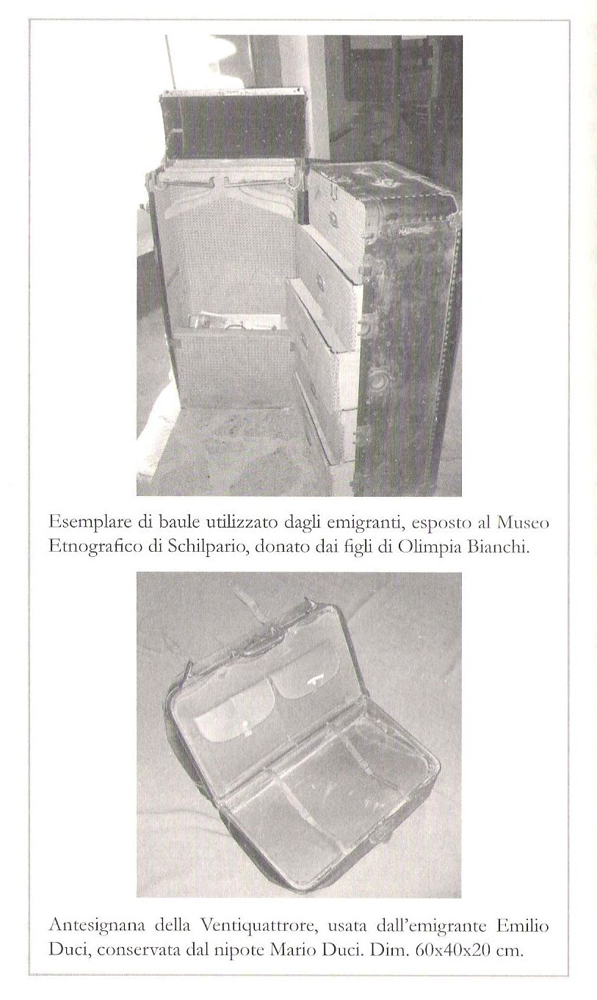 Esemplare di baule utilizzato dagli emigranti, esposto al Museo
Etnografico di Schilpario, donato dai figli di Olimpia Bianchi.
Antesignana della Ventiquattrore, usata dall’emigrante Emilio
Duci, conservata dal nipote Mario Duci. Dim. 60x40x20 cm.